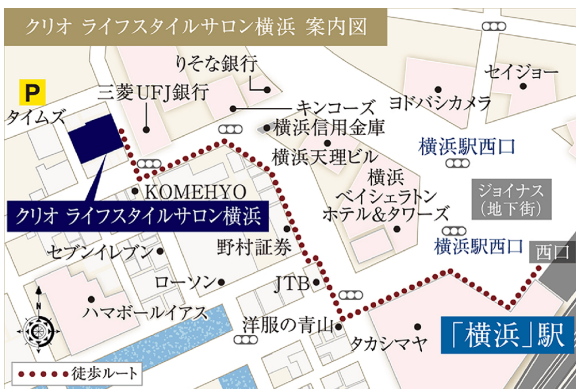 クリオ ライフスタイルサロン横浜 案内図
りそな銀行
セイジョー
P
タイムズ
三菱UFJ銀行
キンコーズ
ヨドバシカメラ
横浜信用金庫
横浜天理ビル
横浜駅西口
KOMEHYO
横浜
ベイシェラトン
ホテル&タワーズ
ジョイナス
(地下街)
クリオ ライフスタイルサロン横浜
野村証券
横浜駅西口
西口
セブンイレブン
ローソン
JTB
ハマボールイアス
洋服の青山
タカシマヤ
「横浜」駅
N
徒歩ルート